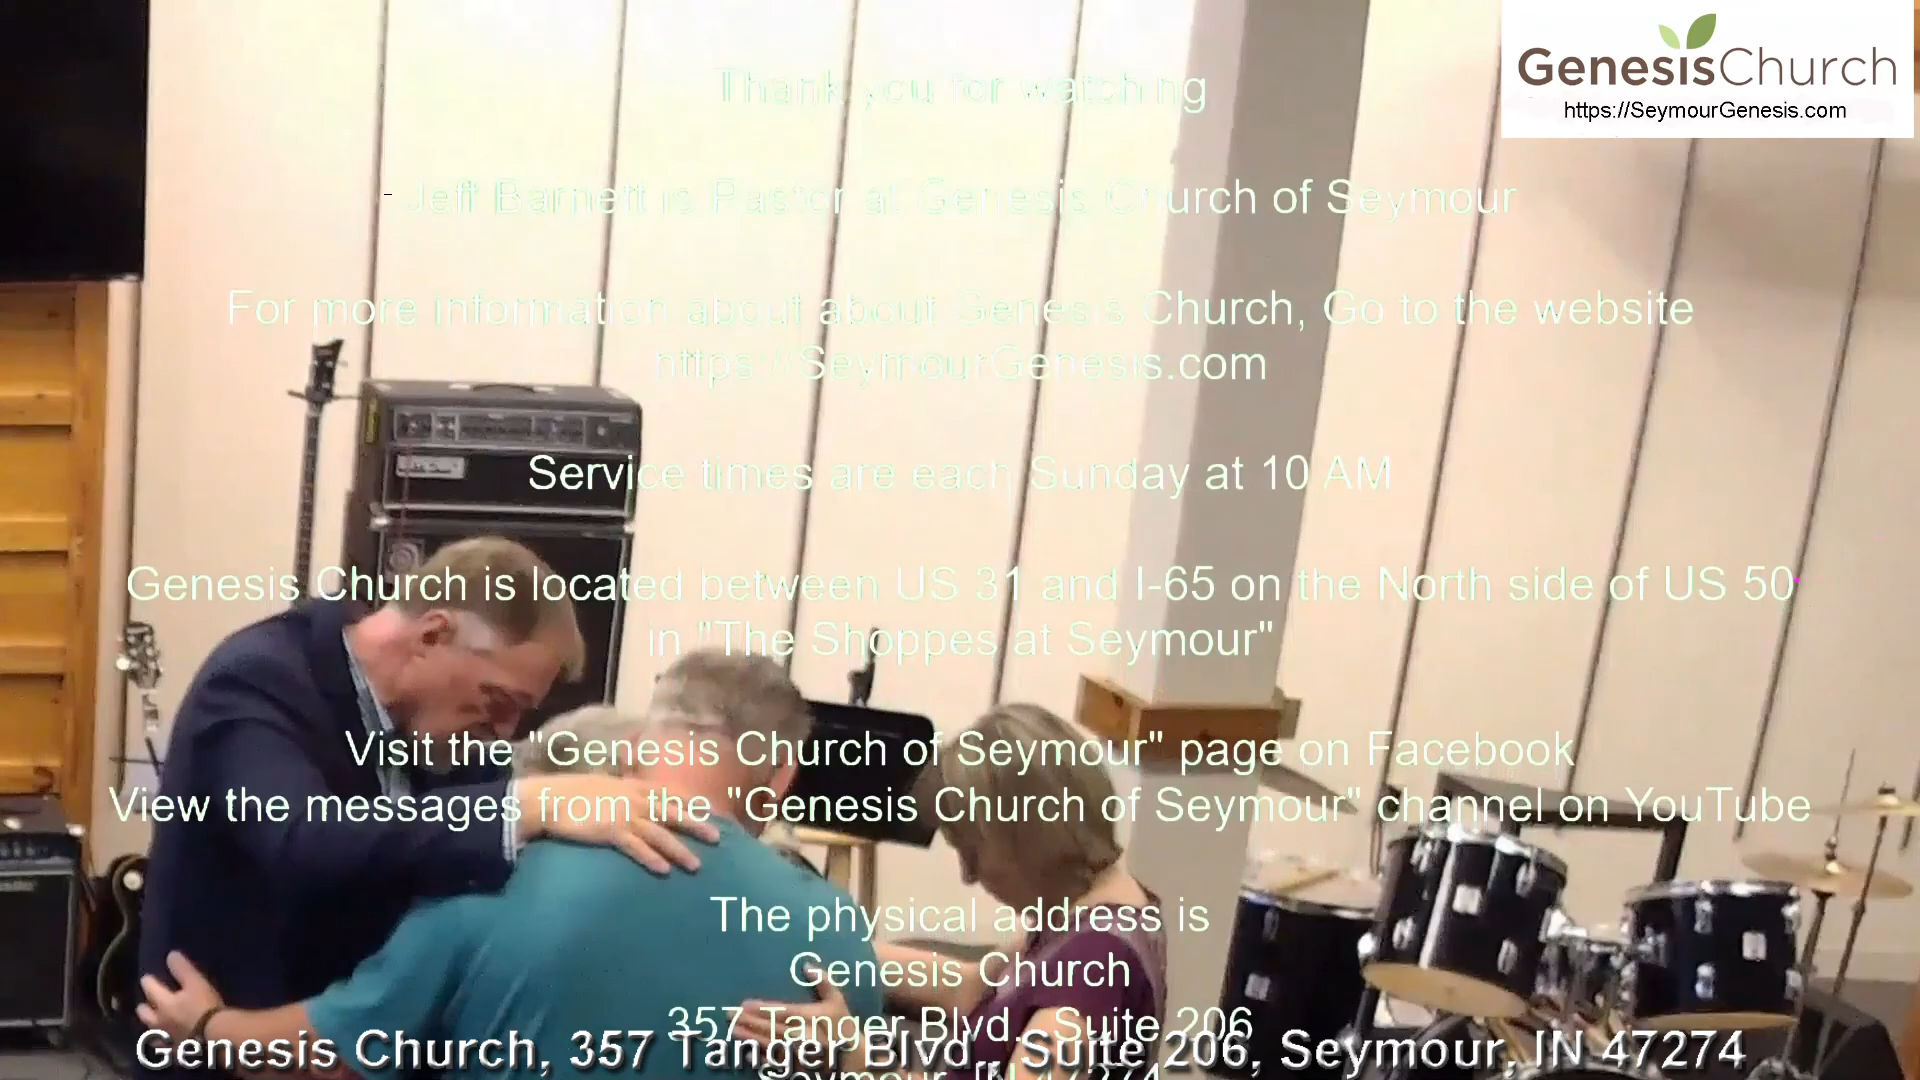 GenesisChurch
https://SeymourGenesis.com
Thank you for watching
- Jeff Barnett is Pastor at Genesis Church of Seymour
For more information about about Genesis Church, Go to the website
https://SeymourGenesis.com
Service times are each Sunday at 10 AM
Genesis Church is located between US 31 and I-65 on the North side of US 50
in "The Shoppes at Seymour"
Visit the "Genesis Church of Seymour" page on Facebook
View the messages from the "Genesis Church of Seymour" channel on YouTube
The physical address is
Genesis Church
357 Tanger Blvd., Suite 206
Seymour, IN 47274
Genesis Church, 357 Tanger Blvd., Suite 206, Seymour, IN 47274